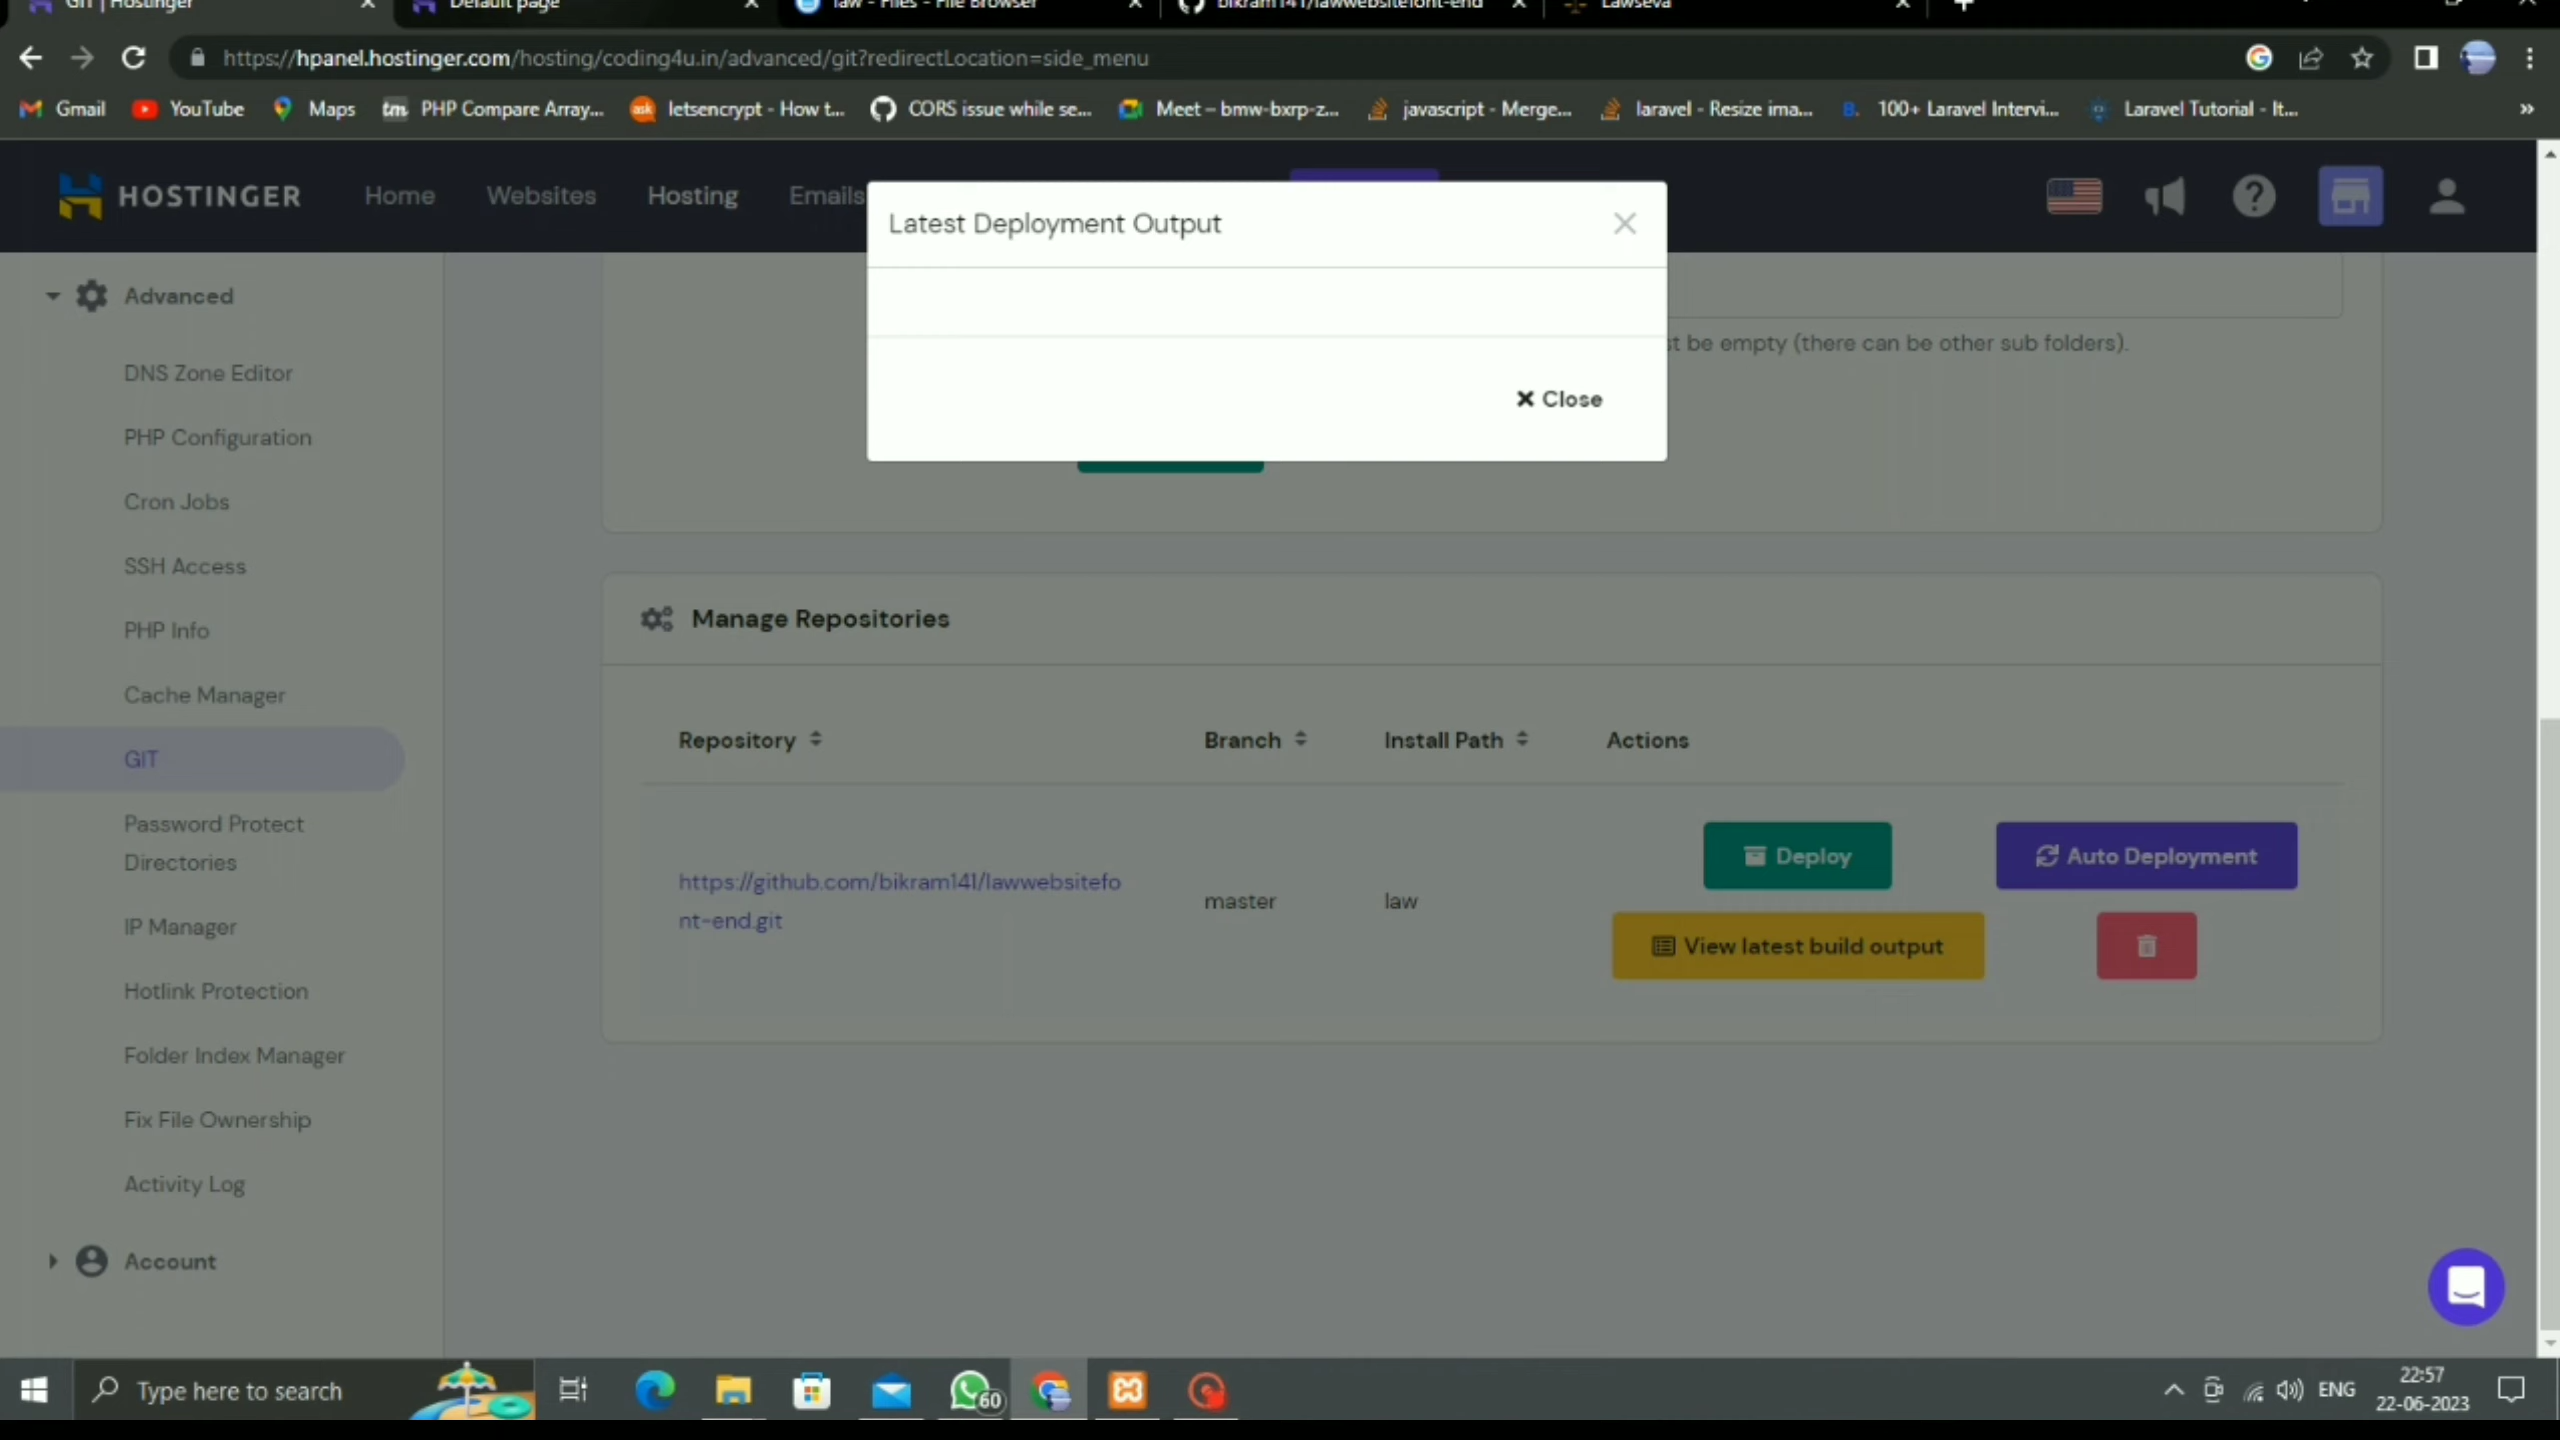 GIT | Hostinger
Default page
law - Files - File Browser
bikram141/lawwebsitefont-end
Lawseva
https://hpanel.hostinger.com/hosting/coding4u.in/advanced/git?redirectLocation=side_menu
Gmail
YouTube
Maps
tm
PHP Compare Array...
ask
letsencrypt - How t...
CORS issue while se...
Meet – bmw-bxrp-z...
javascript - Merge...
laravel - Resize ima...
B.
100+ Laravel Intervi...
Laravel Tutorial - It...
»
HOSTINGER
Home
Websites
Hosting
Emails
Latest Deployment Output
Close
t be empty (there can be other sub folders).
Advanced
DNS Zone Editor
PHP Configuration
Cron Jobs
SSH Access
PHP Info
Cache Manager
GIT
Password Protect
Directories
IP Manager
Hotlink Protection
Folder Index Manager
Fix File Ownership
Activity Log
Account
Manage Repositories
Repository
Branch
Install Path
Actions
https://github.com/bikram141/lawwebsitefo
nt-end.git
master
law
Deploy
Auto Deployment
View latest build output
Type here to search
60
ENG
22:57
22-06-2023